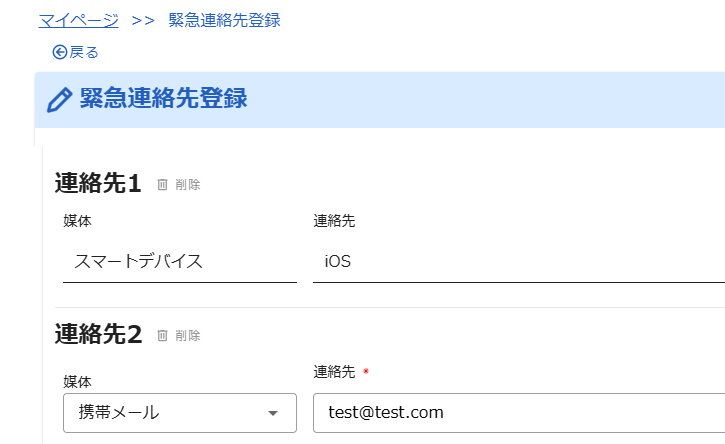 マイページ >> 緊急連絡先登録
戻る
緊急連絡先登録
連絡先1 削除
媒体 連絡先
スマートデバイス iOS
連絡先2 削除
媒体 連絡先 *
携帯メール test@test.com